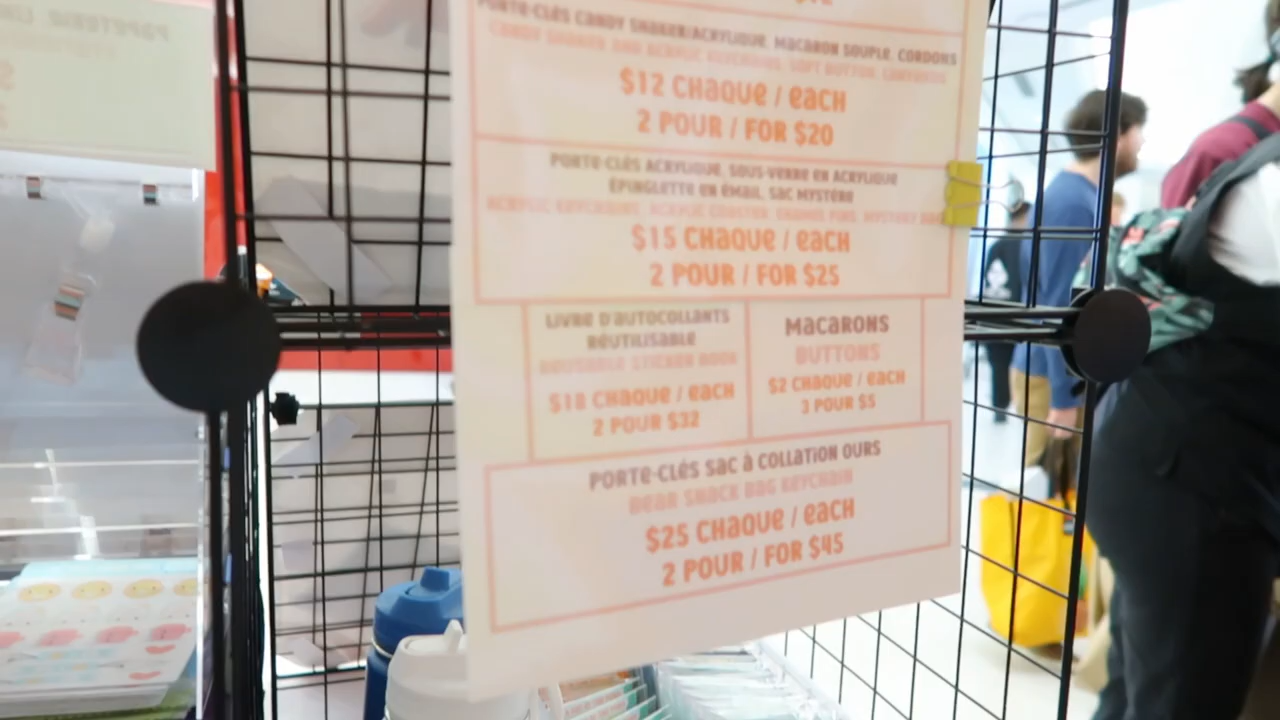 PAPETERIE
PORTE-CLÉS CANDY SHAKER/ACRYLIQUE, MACARON SOUPLE, CORDONS
CANDY SHAKER AND ACRYLIC KEYCHAINS, SOFT BUTTON, LANYARDS
$12 CHAQUE / EACH
2 POUR / FOR $20
PORTE-CLÉS ACRYLIQUE, SOUS-VERRE EN ACRYLIQUE
ÉPINGLETTE EN ÉMAIL, SAC MYSTÈRE
ACRYLIC KEYCHAINS, ACRYLIC COASTER, ENAMEL PINS, MYSTERY BAG
$15 CHAQUE / EACH
2 POUR / FOR $25
LIVRE D'AUTOCOLLANTS
RÉUTILISABLE
REUSABLE STICKER BOOK
$18 CHAQUE / EACH
2 POUR $32
MACARONS
BUTTONS
$2 CHAQUE / EACH
3 POUR $5
PORTE-CLÉS SAC À COLLATION OURS
BEAR SNACK BAG KEYCHAIN
$25 CHAQUE / EACH
2 POUR / FOR $45